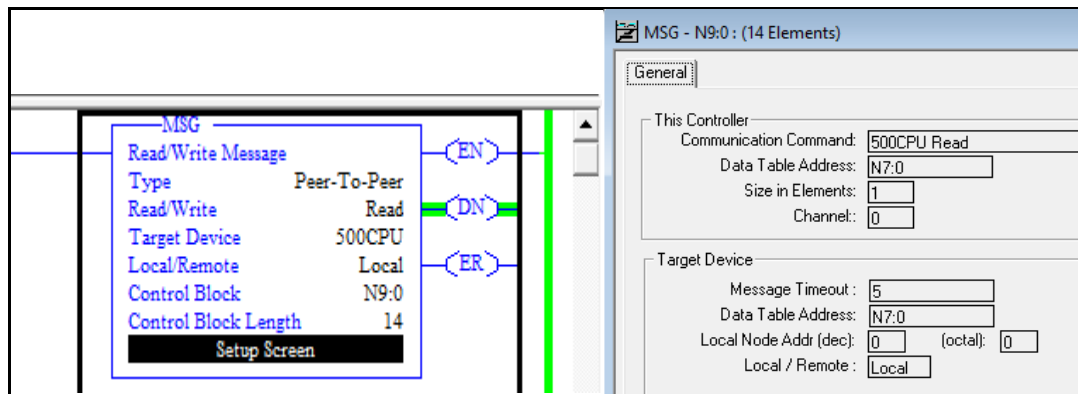 MSG
Read/Write Message
Type Peer-To-Peer
Read/Write Read
Target Device 500CPU
Local/Remote Local
Control Block N9:0
Control Block Length 14
Setup Screen
EN
DN
ER
MSG - N9:0 : (14 Elements)
General
This Controller
Communication Command: 500CPU Read
Data Table Address: N7:0
Size in Elements: 1
Channel:: 0
Target Device
Message Timeout : 5
Data Table Address: N7:0
Local Node Addr (dec): 0 (octal): 0
Local / Remote : Local